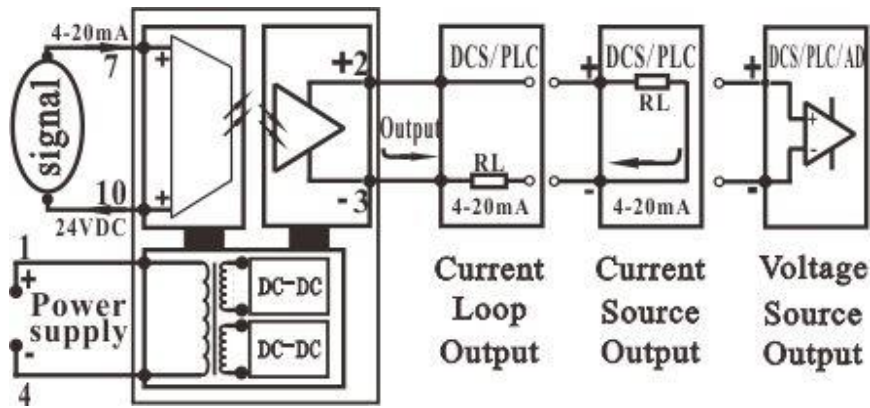 4-20mA
7
+
signal
10
+
24VDC
+2
Output
-3
DCS/PLC
RL
4-20mA
+
DCS/PLC
RL
-
4-20mA
+
DCS/PLC/AD
+
-
-
1
+
Power
supply
-
4
DC-DC
DC-DC
Current
Loop
Output
Current
Source
Output
Voltage
Source
Output